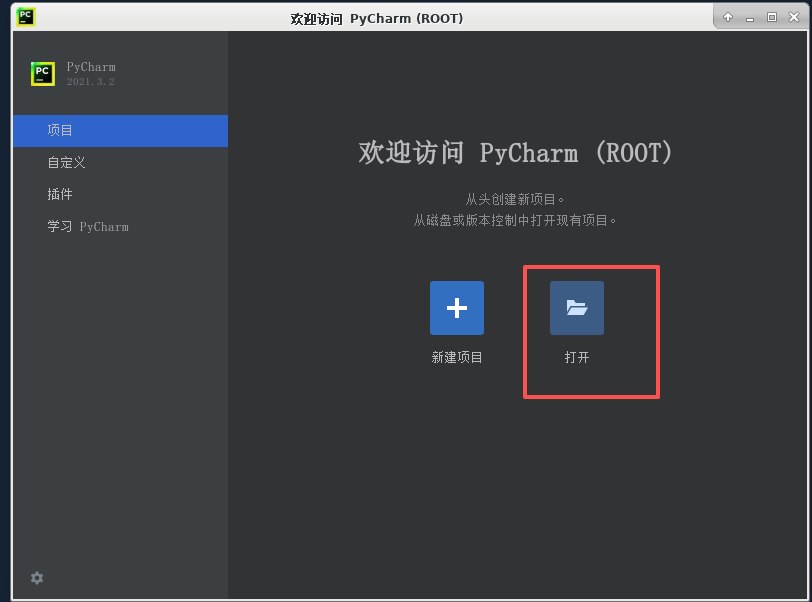 PC
欢迎访问 PyCharm (ROOT)
PC
PyCharm
2021.3.2
项目
自定义
插件
学习 PyCharm
欢迎访问 PyCharm (ROOT)
从头创建新项目。
从磁盘或版本控制中打开现有项目。
新建项目
打开